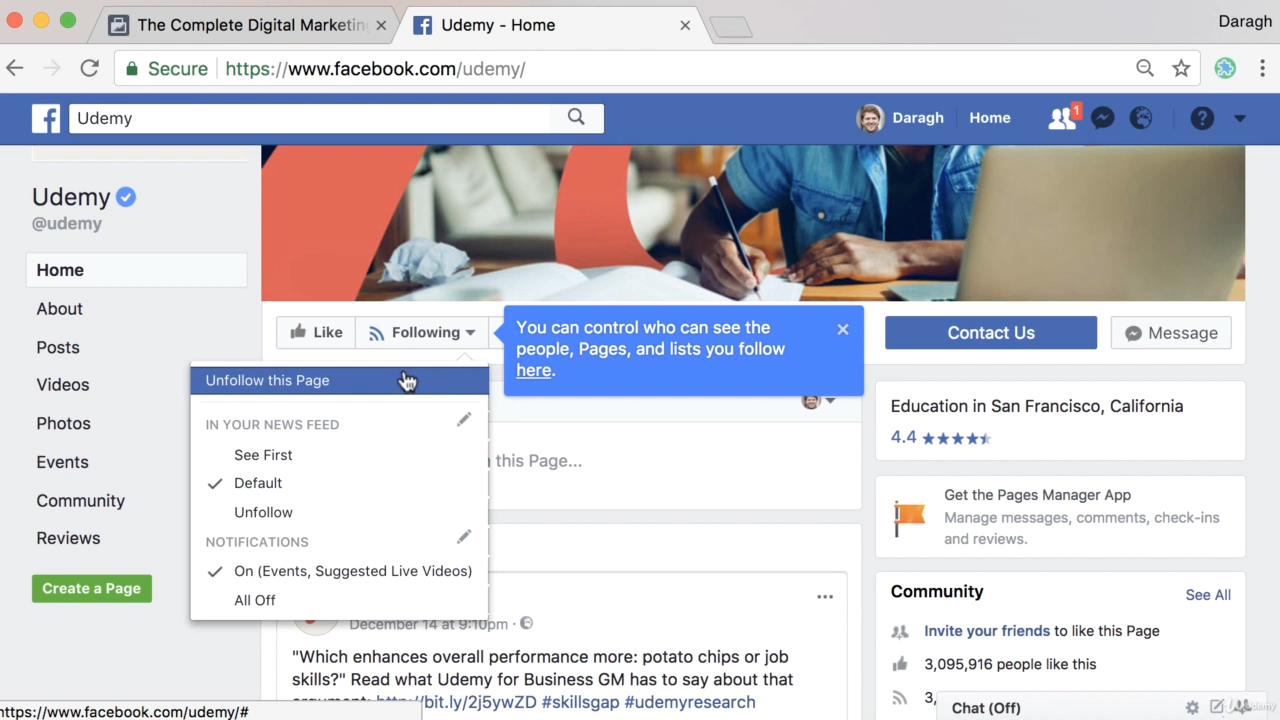 The Complete Digital Marketin
Udemy - Home
Daragh
Secure
https://www.facebook.com/udemy/
Udemy
Daragh
Home
1
Udemy
@udemy
Home
About
Posts
Videos
Photos
Events
Community
Reviews
Create a Page
Like
Following
You can control who can see the
people, Pages, and lists you follow
here.
Contact Us
Message
Unfollow this Page
IN YOUR NEWS FEED
See First
Default
Unfollow
NOTIFICATIONS
On (Events, Suggested Live Videos)
All Off
this Page...
December 14 at 9:10pm ·
"Which enhances overall performance more: potato chips or job
skills?" Read what Udemy for Business GM has to say about that
argument: http://bit.ly/2j5ywZD #skillsgap #udemyresearch
Education in San Francisco, California
4.4
Get the Pages Manager App
Manage messages, comments, check-ins
and reviews.
Community
See All
Invite your friends to like this Page
3,095,916 people like this
3,
Chat (Off)
Udemy
https://www.facebook.com/udemy/#